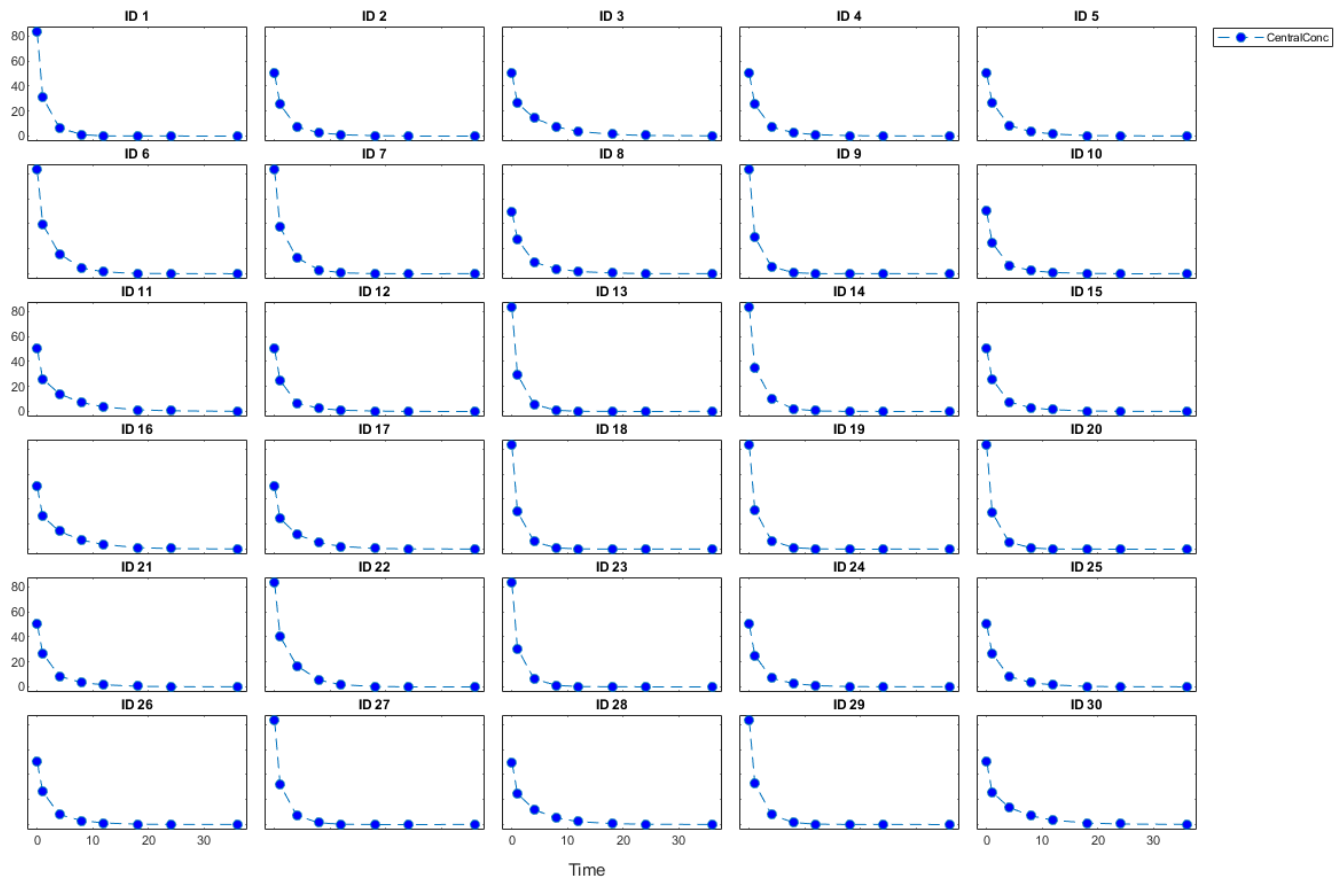 ID 1 ID 2 ID 3 ID 4 ID 5
CentralConc
80
60
40
20
0
ID 6 ID 7 ID 8 ID 9 ID 10
ID 11 ID 12 ID 13 ID 14 ID 15
80
60
40
20
0
ID 16 ID 17 ID 18 ID 19 ID 20
ID 21 ID 22 ID 23 ID 24 ID 25
80
60
40
20
0
ID 26 ID 27 ID 28 ID 29 ID 30
0 10 20 30 0 10 20 30 0 10 20 30
Time